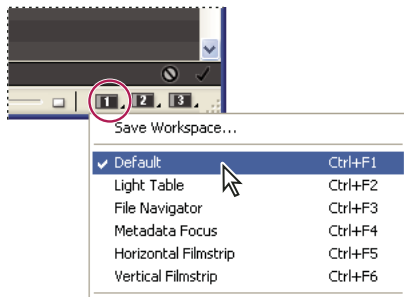 1 2 3
Save Workspace...
Default Ctrl+F1
Light Table Ctrl+F2
File Navigator Ctrl+F3
Metadata Focus Ctrl+F4
Horizontal Filmstrip Ctrl+F5
Vertical Filmstrip Ctrl+F6